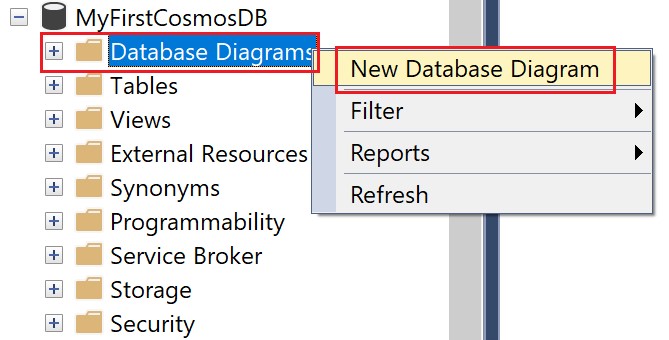 MyFirstCosmosDB
Database Diagrams
New Database Diagram
Tables
Filter
Views
Reports
External Resources
Synonyms
Refresh
Programmability
Service Broker
Storage
Security